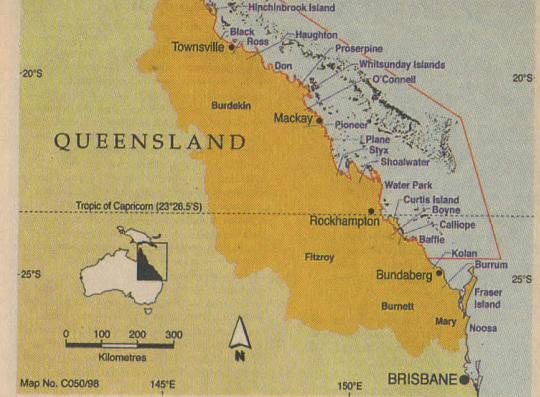 Hinchinbrook Island
Black
Ross
Haughton
Townsville
Proserpine
Don
Whitsunday Islands
20°S
20°S
O'Connell
Burdekin
Mackay
Pioneer
QUEENSLAND
Plane
Styx
Shoalwater
Water Park
Tropic of Capricorn (23°26.5'S)
Curtis Island
Boyne
Rockhampton
Calliope
Baffle
Fitzroy
Kolan
Burrum
25°S
Bundaberg
25°S
Fraser
Island
Burnett
Mary
Noosa
0 100 200 300
Kilometres
N
BRISBANE
Map No. C050/98
145°E
150°E